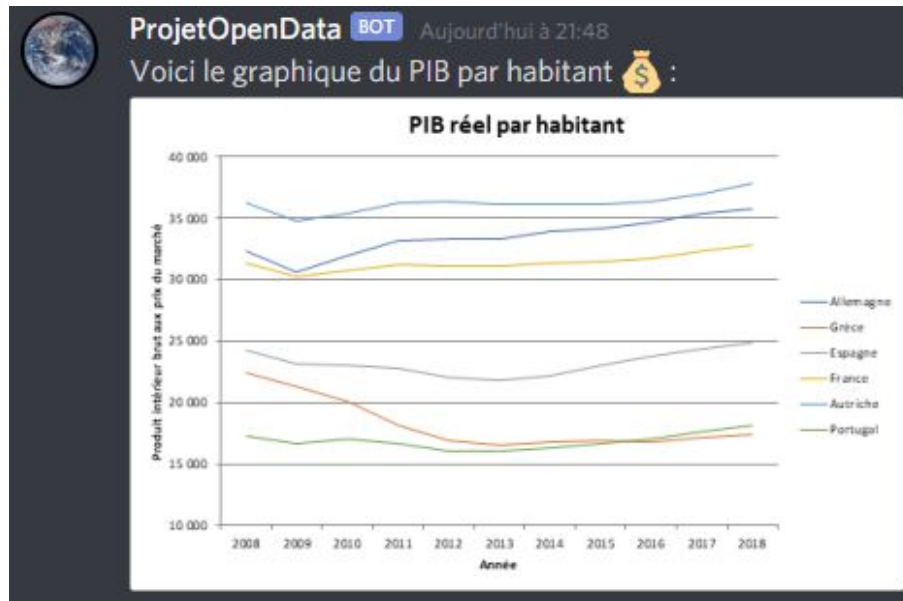 ProjetOpenData BOT Aujourd'hui à 21:48
Voici le graphique du PIB par habitant 💰 :
PIB réel par habitant
Produit intérieur brut aux prix du marché
40 000
35 000
30 000
25 000
20 000
15 000
10 000
2008 2009 2010 2011 2012 2013 2014 2015 2016 2017 2018
Année
Allemagne
Grèce
Espagne
France
Autriche
Portugal